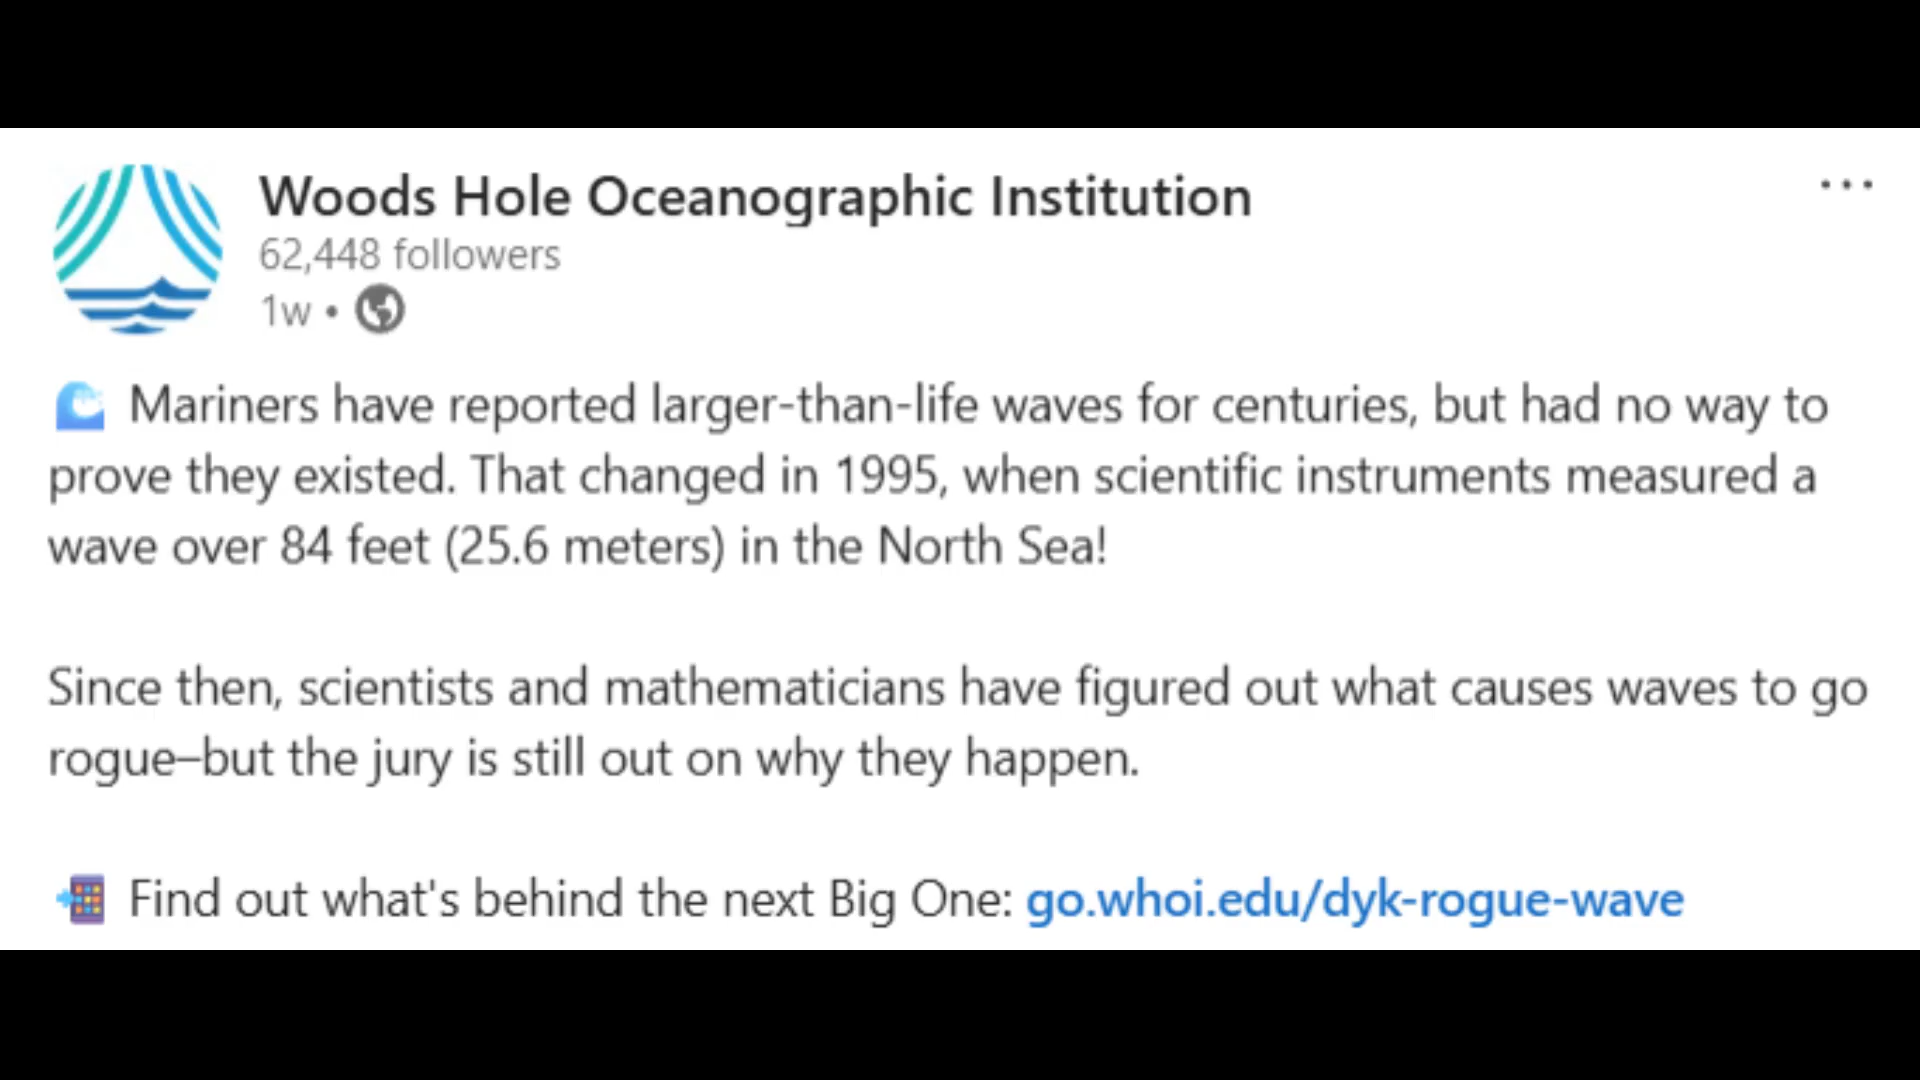 Woods Hole Oceanographic Institution
62,448 followers
1w •
🌊 Mariners have reported larger-than-life waves for centuries, but had no way to
prove they existed. That changed in 1995, when scientific instruments measured a
wave over 84 feet (25.6 meters) in the North Sea!
Since then, scientists and mathematicians have figured out what causes waves to go
rogue–but the jury is still out on why they happen.
📲 Find out what's behind the next Big One: go.whoi.edu/dyk-rogue-wave